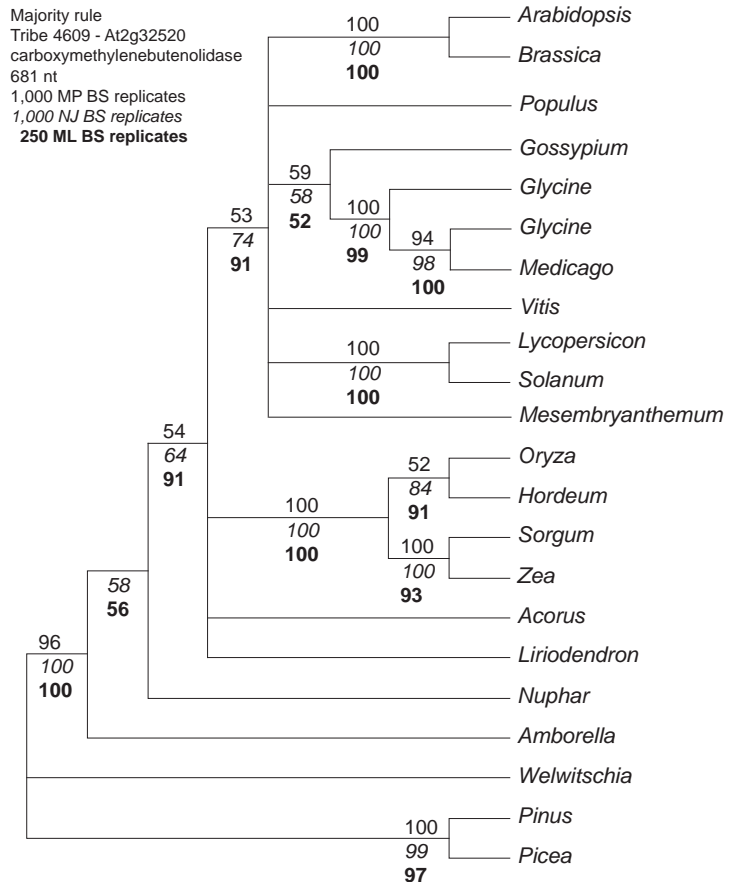 Majority rule
Tribe 4609 - At2g32520
carboxymethylenebutenolidase
681 nt
1,000 MP BS replicates
1,000 NJ BS replicates
250 ML BS replicates
Arabidopsis
100
100
100
Brassica
Populus
Gossypium
59
58
52
Glycine
100
100
99
Glycine
94
98
100
Medicago
53
74
91
Vitis
Lycopersicon
100
100
100
Solanum
Mesembryanthemum
54
64
91
Oryza
52
84
91
Hordeum
100
100
100
Sorgum
100
100
93
Zea
58
56
Acorus
96
100
100
Liriodendron
Nuphar
Amborella
Welwitschia
Pinus
100
99
97
Picea